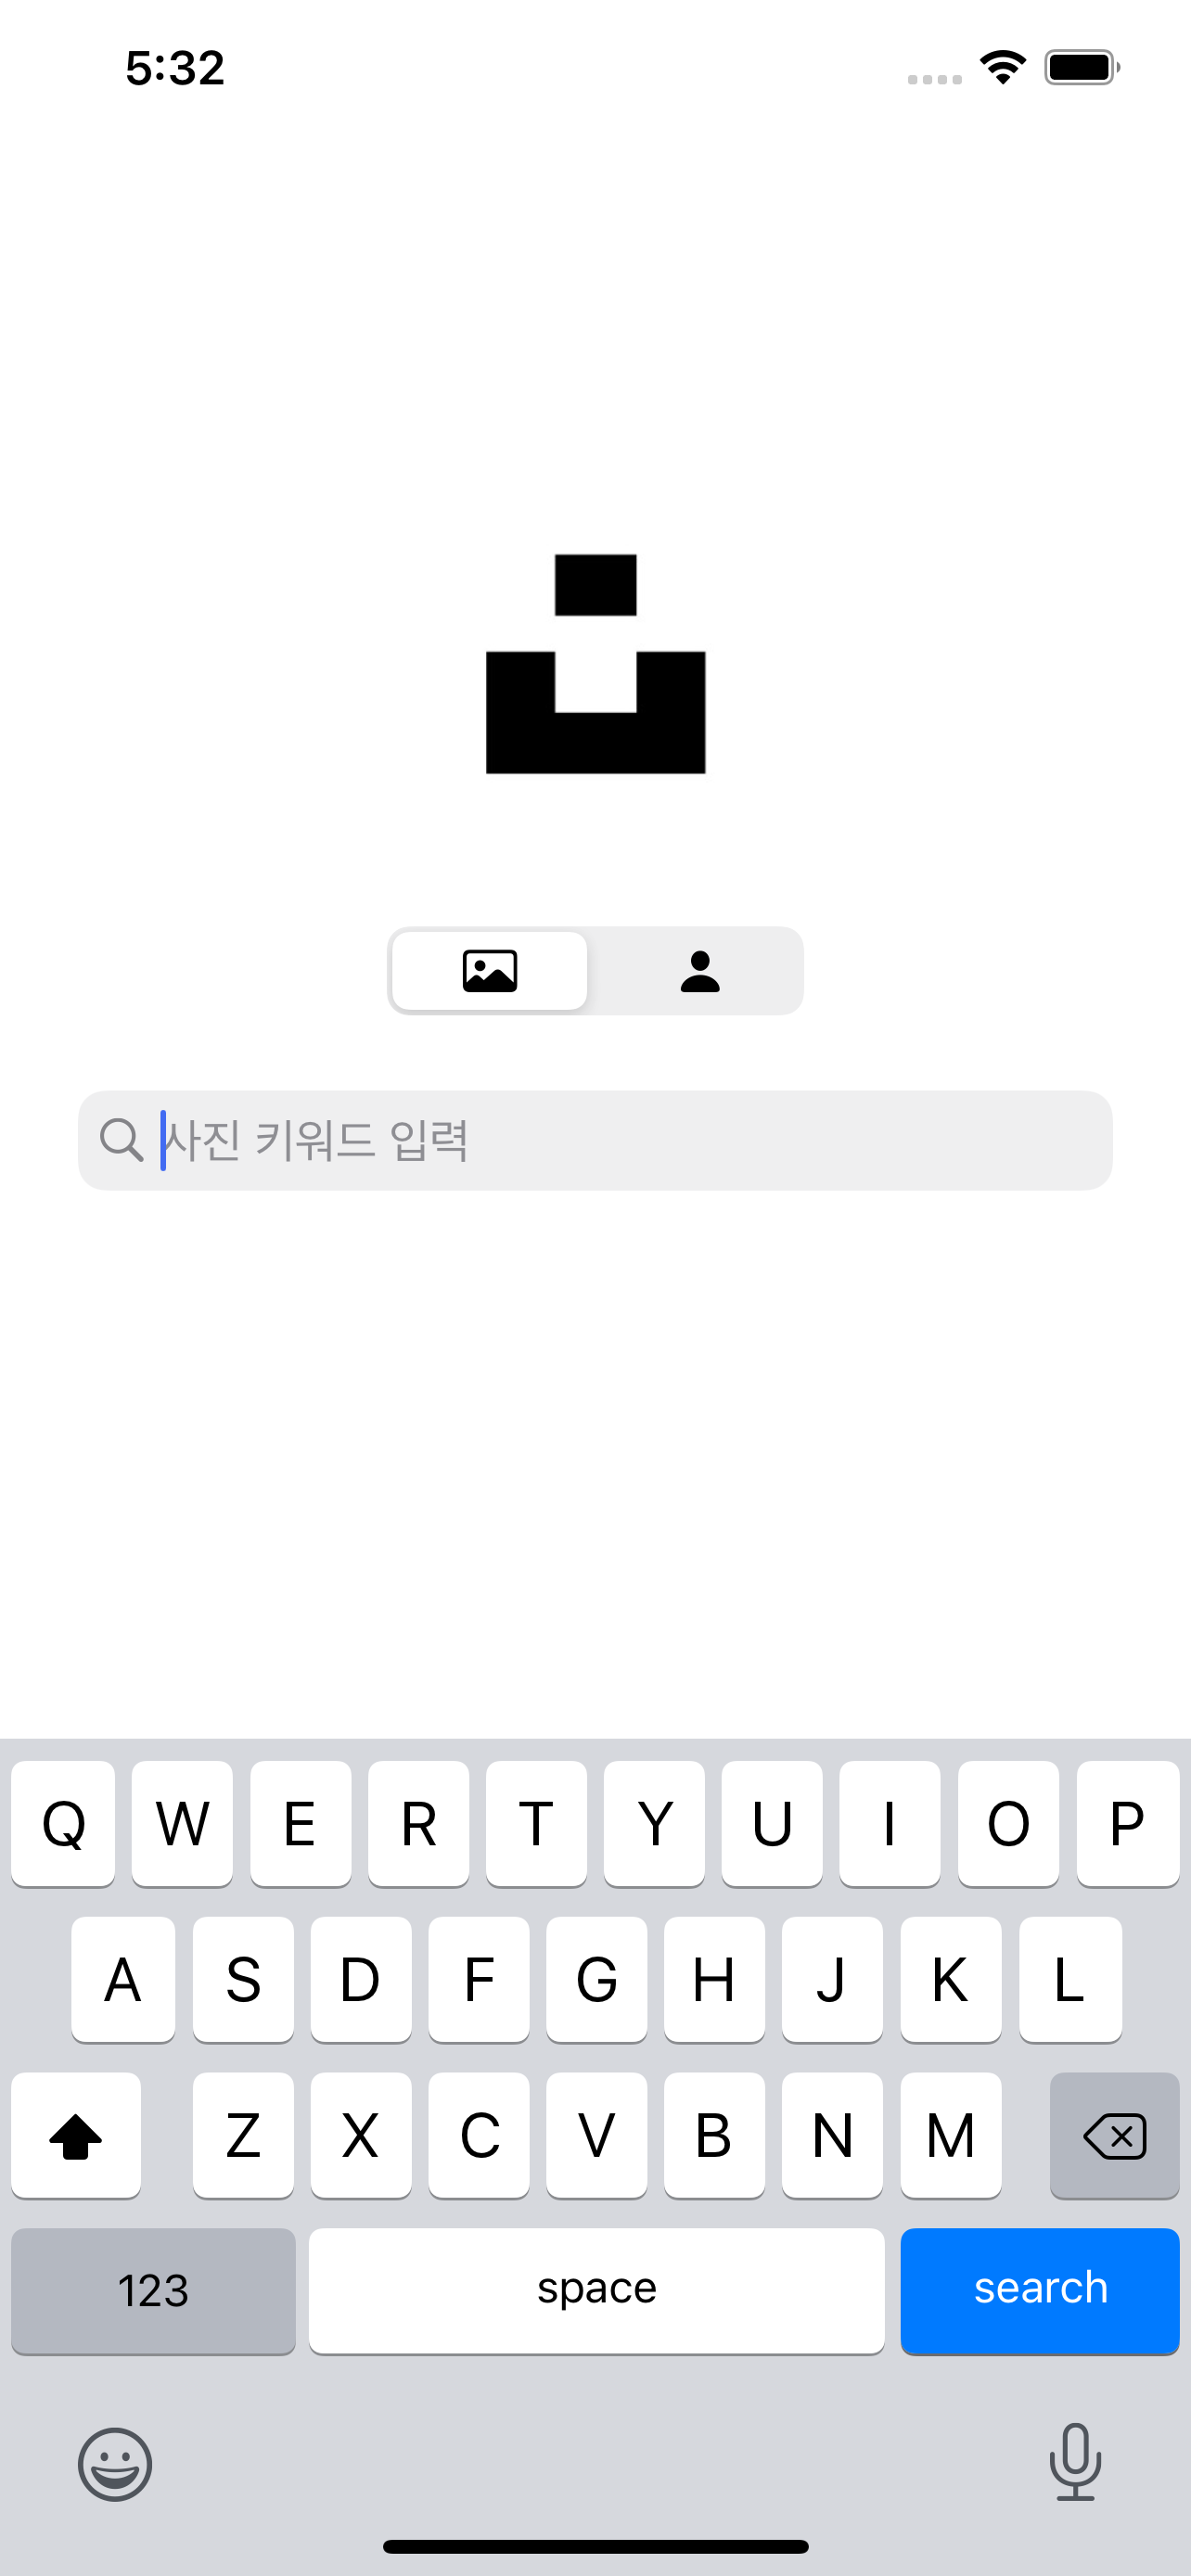 5:32
사진 키워드 입력
Q W E R T Y U I O P
A S D F G H J K L
Z X C V B N M
123 space search